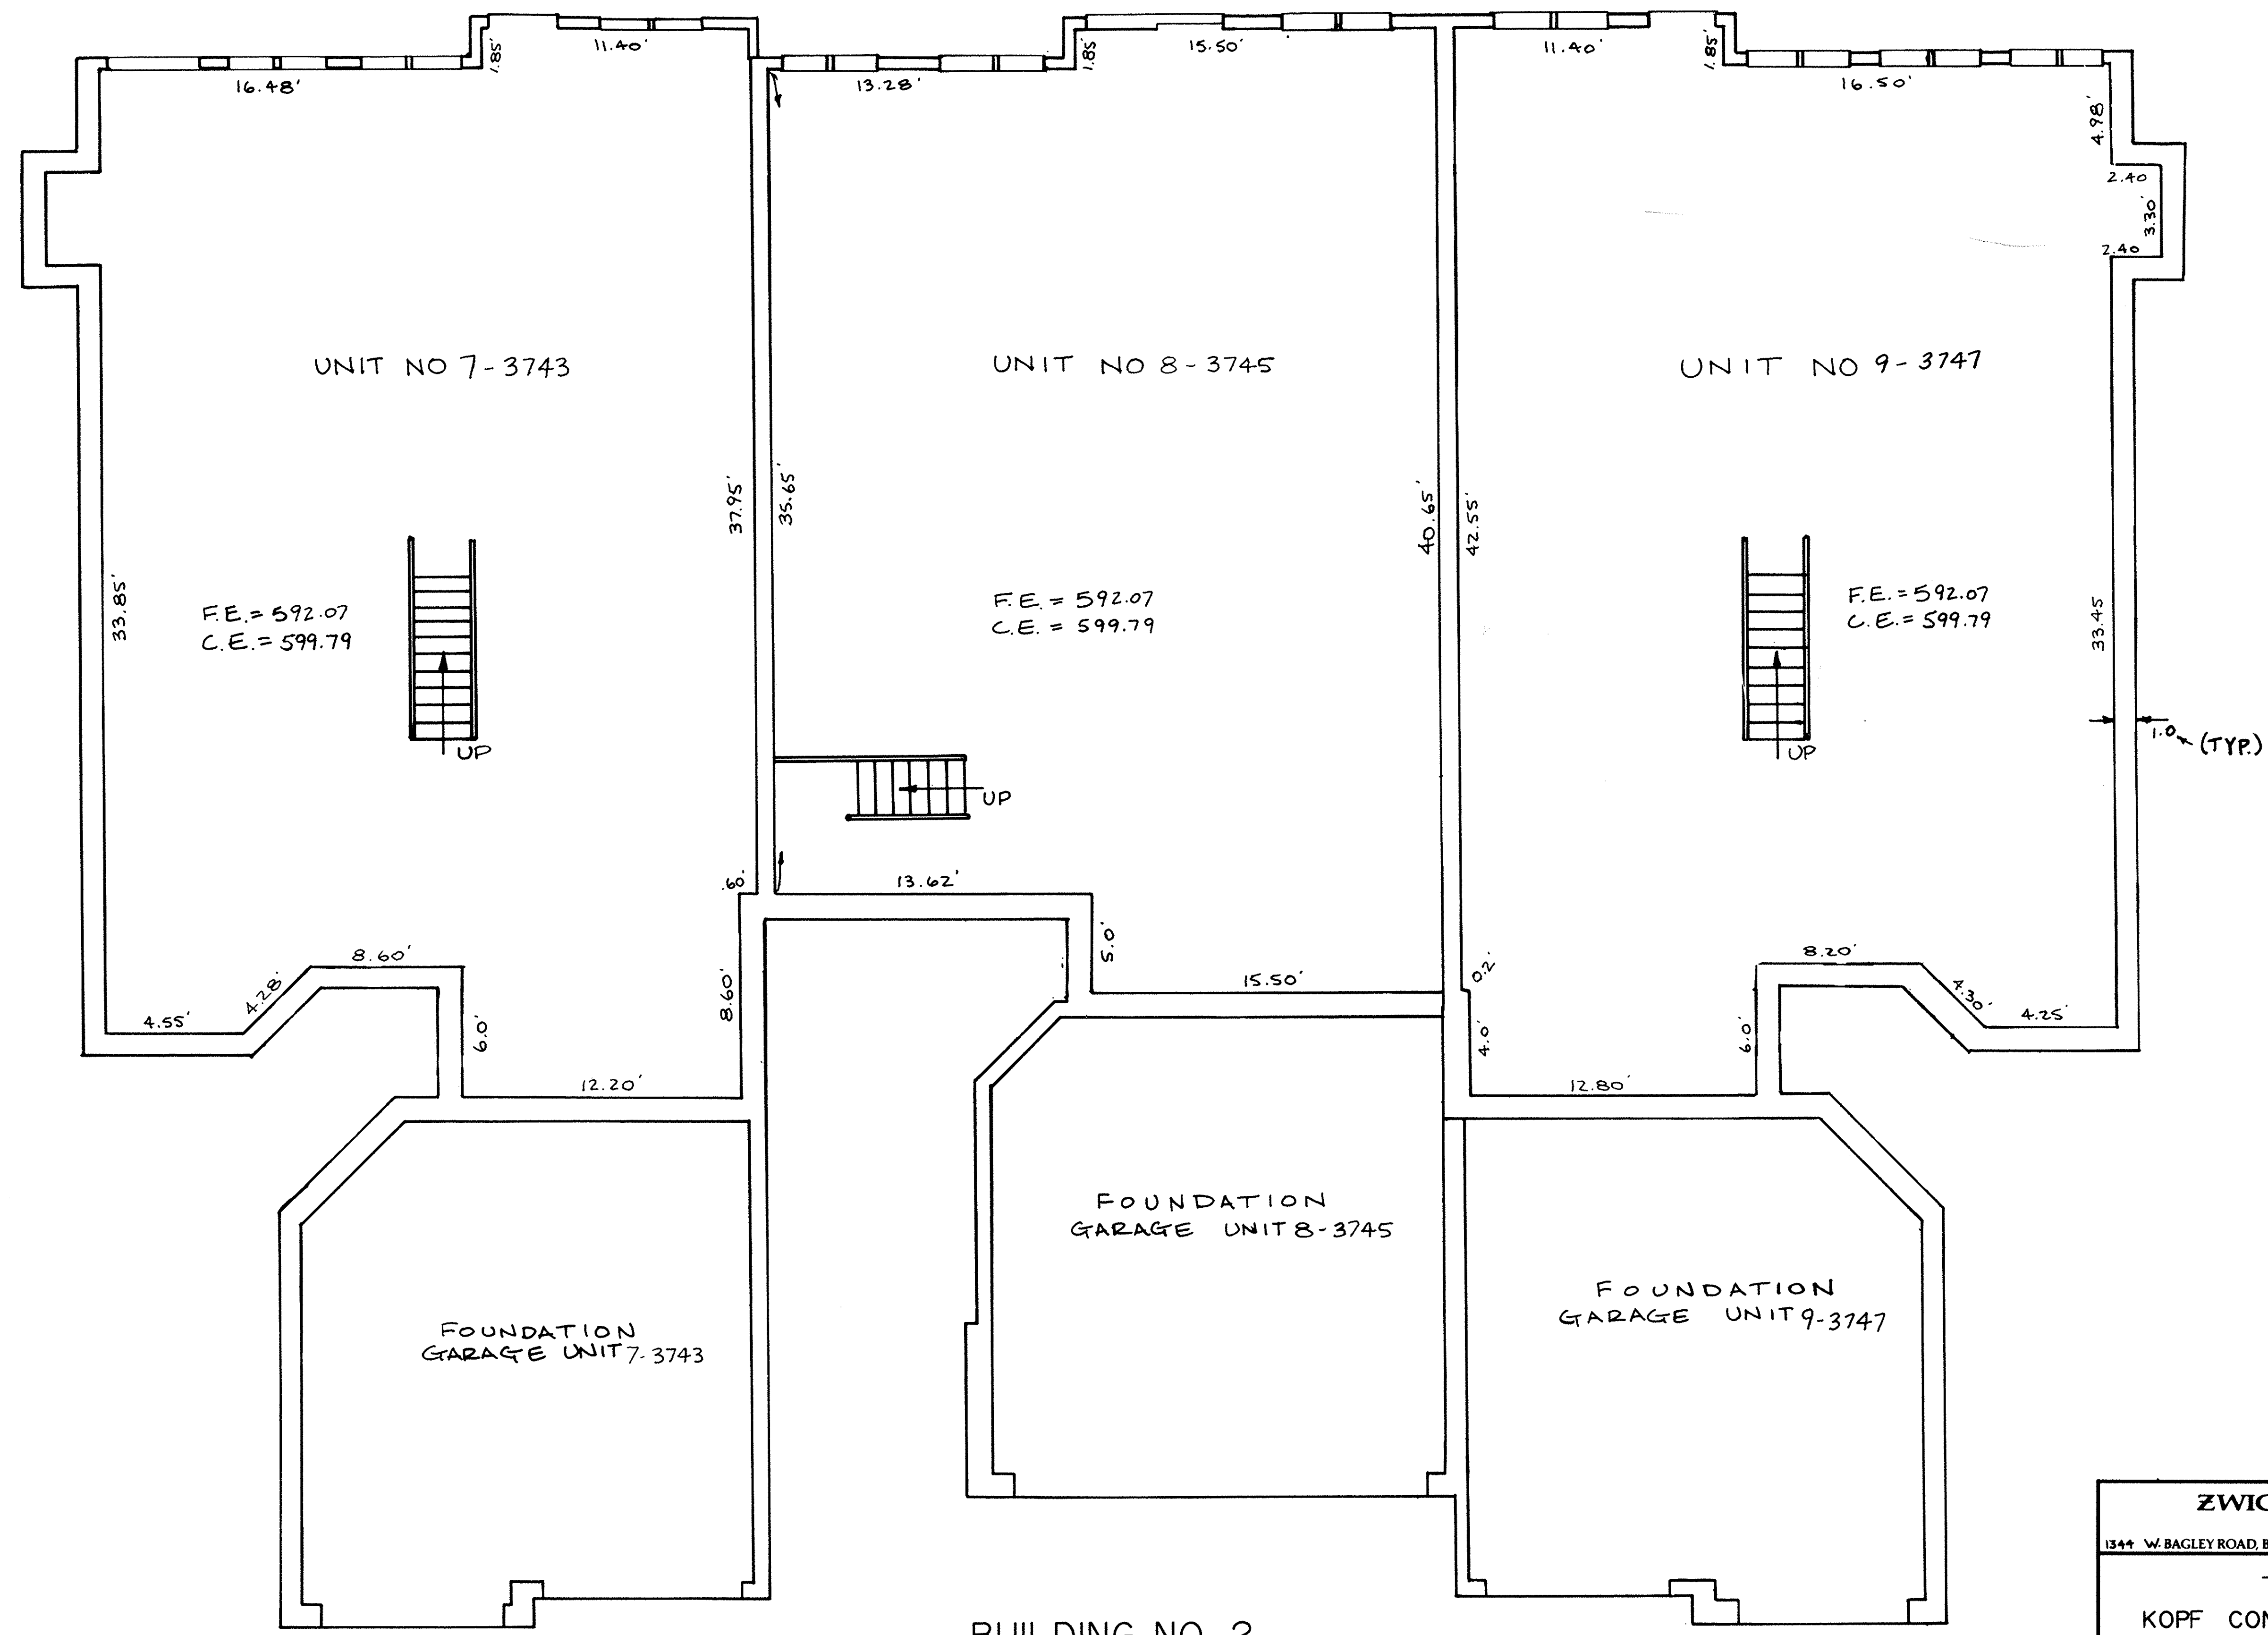 16.48'
1.85'
11.40'
13.28'
1.85'
15.50'
11.40'
1.85'
16.50'
4.98'
2.40
3.30'
2.40
UNIT NO 7-3743
UNIT NO 8-3745
UNIT NO 9-3747
37.95'
35.65'
40.65'
42.55'
33.85'
F.E. = 592.07
C.E. = 599.79
F.E. = 592.07
C.E. = 599.79
F.E. = 592.07
C.E. = 599.79
33.45
UP
UP
UP
1.0
(TYP.)
.60'
13.62'
8.60'
4.28'
4.55'
6.0'
8.60'
12.20'
5.0'
15.50'
0.2'
4.0'
12.80'
6.0'
8.20'
4.30'
4.25'
FOUNDATION
GARAGE UNIT 8-3745
FOUNDATION
GARAGE UNIT 9-3747
FOUNDATION
GARAGE UNIT 7-3743
1344 W. BAGLEY ROAD,
KOPF
BUILDING NO. 2